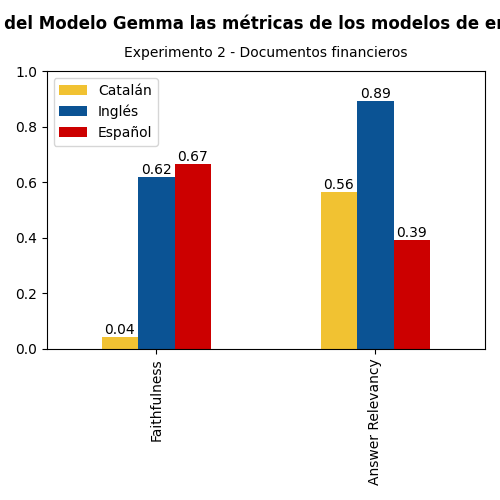 del Modelo Gemma las métricas de los modelos de
Experimento 2 - Documentos financieros
Catalán
Inglés
Español
1.0
0.8
0.6
0.4
0.2
0.0
0.04
0.62
0.67
0.56
0.89
0.39
Faithfulness
Answer Relevancy